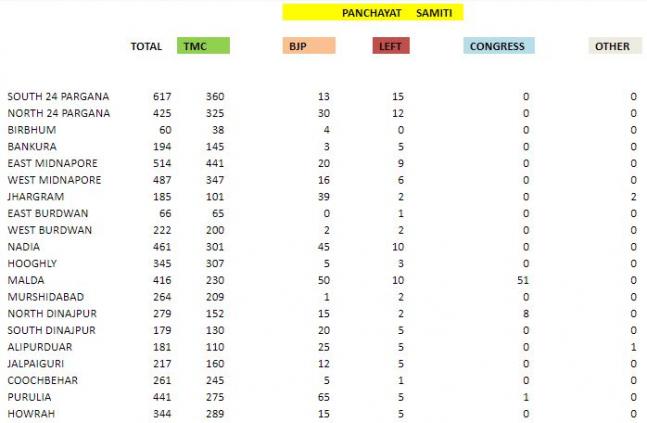 PANCHAYAT SAMITI
TOTAL TMC BJP LEFT CONGRESS OTHER
SOUTH 24 PARGANA 617 360 13 15 0 0
NORTH 24 PARGANA 425 325 30 12 0 0
BIRBHUM 60 38 4 0 0 0
BANKURA 194 145 3 5 0 0
EAST MIDNAPORE 514 441 20 9 0 0
WEST MIDNAPORE 487 347 16 6 0 0
JHARGRAM 185 101 39 2 0 2
EAST BURDWAN 66 65 0 1 0 0
WEST BURDWAN 222 200 2 2 0 0
NADIA 461 301 45 10 0 0
HOOGHLY 345 307 5 3 0 0
MALDA 416 230 50 10 51 0
MURSHIDABAD 264 209 1 2 0 0
NORTH DINAJPUR 279 152 15 2 8 0
SOUTH DINAJPUR 179 130 20 5 0 0
ALIPURDUAR 181 110 25 5 0 1
JALPAIGURI 217 160 12 5 0 0
COOCHBEHAR 261 245 5 1 0 0
PURULIA 441 275 65 5 1 0
HOWRAH 344 289 15 5 0 0